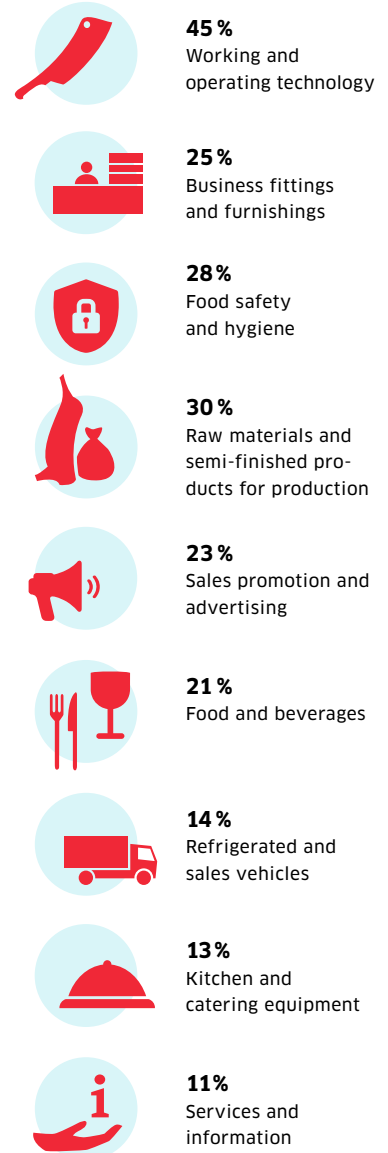 45 %
Working and
operating technology
25 %
Business fittings
and furnishings
28 %
Food safety
and hygiene
30 %
Raw materials and
semi-finished pro-
ducts for production
23 %
Sales promotion and
advertising
21 %
Food and beverages
14 %
Refrigerated and
sales vehicles
13 %
Kitchen and
catering equipment
i
11%
Services and
information